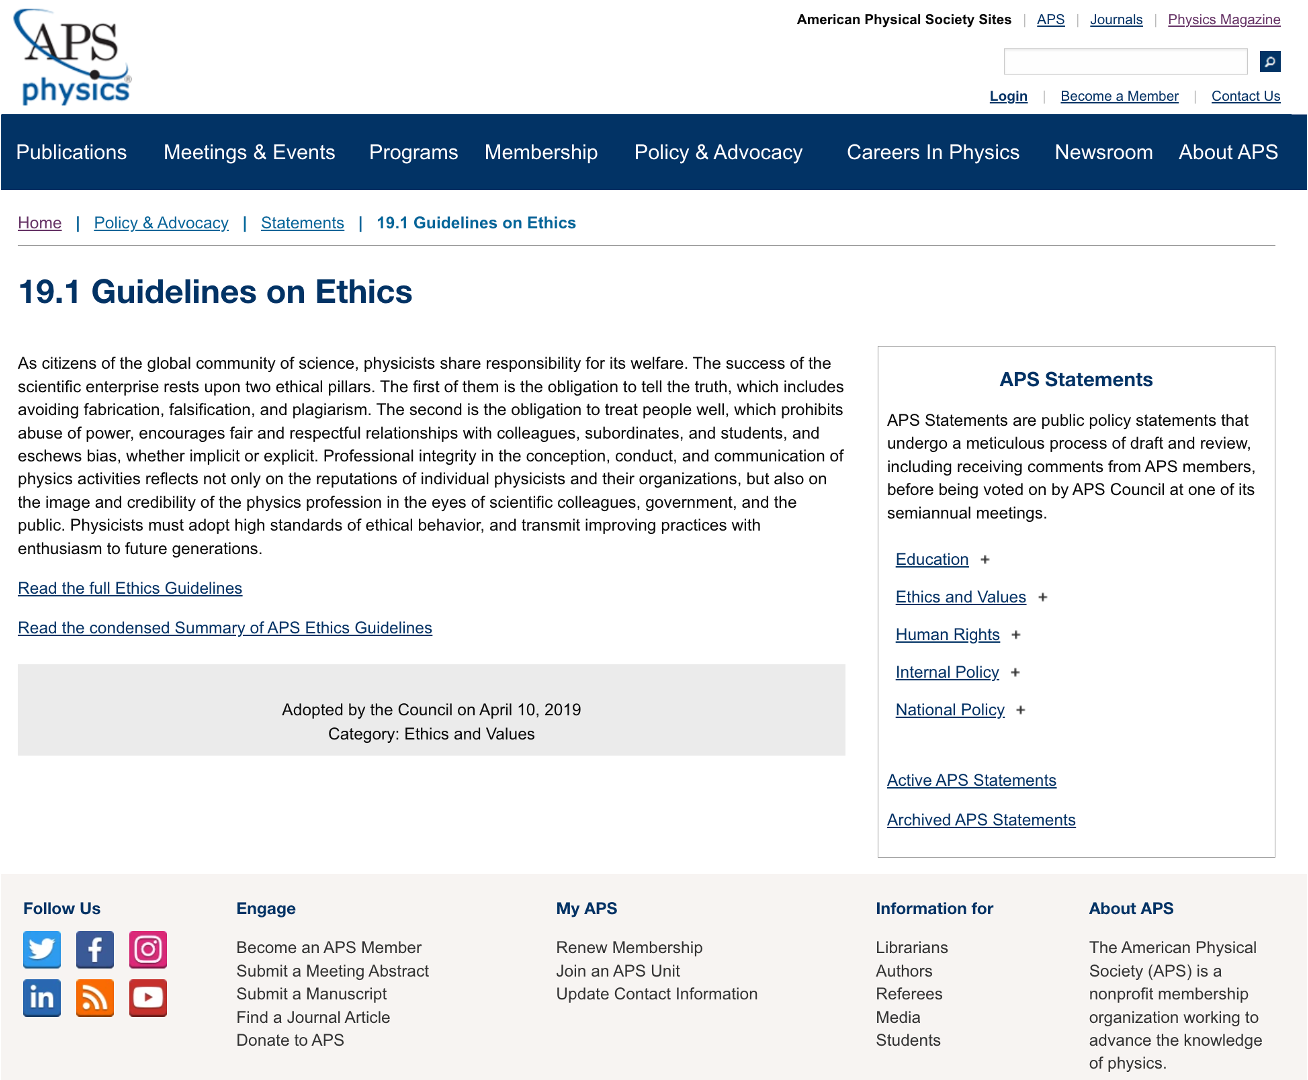 APS
physics®
American Physical Society Sites | APS | Journals | Physics Magazine
Login | Become a Member | Contact Us
Publications Meetings & Events Programs Membership Policy & Advocacy Careers In Physics Newsroom About APS
Home | Policy & Advocacy | Statements | 19.1 Guidelines on Ethics
19.1 Guidelines on Ethics
As citizens of the global community of science, physicists share responsibility for its welfare. The success of the
scientific enterprise rests upon two ethical pillars. The first of them is the obligation to tell the truth, which includes
avoiding fabrication, falsification, and plagiarism. The second is the obligation to treat people well, which prohibits
abuse of power, encourages fair and respectful relationships with colleagues, subordinates, and students, and
eschews bias, whether implicit or explicit. Professional integrity in the conception, conduct, and communication of
physics activities reflects not only on the reputations of individual physicists and their organizations, but also on
the image and credibility of the physics profession in the eyes of scientific colleagues, government, and the
public. Physicists must adopt high standards of ethical behavior, and transmit improving practices with
enthusiasm to future generations.
Read the full Ethics Guidelines
Read the condensed Summary of APS Ethics Guidelines
Adopted by the Council on April 10, 2019
Category: Ethics and Values
APS Statements
APS Statements are public policy statements that
undergo a meticulous process of draft and review,
including receiving comments from APS members,
before being voted on by APS Council at one of its
semiannual meetings.
Education +
Ethics and Values +
Human Rights +
Internal Policy +
National Policy +
Active APS Statements
Archived APS Statements
Follow Us
in
Engage
Become an APS Member
Submit a Meeting Abstract
Submit a Manuscript
Find a Journal Article
Donate to APS
My APS
Renew Membership
Join an APS Unit
Update Contact Information
Information for
Librarians
Authors
Referees
Media
Students
About APS
The American Physical
Society (APS) is a
nonprofit membership
organization working to
advance the knowledge
of physics.